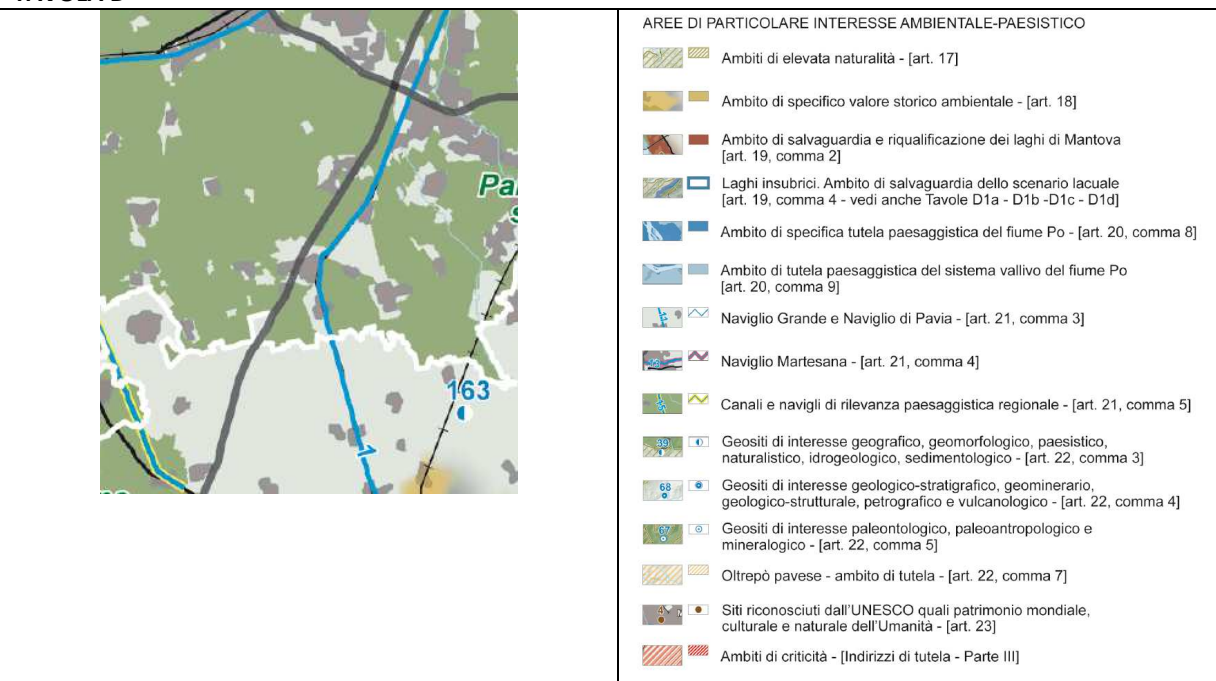 Pa
163
1
AREE DI PARTICOLARE INTERESSE AMBIENTALE-PAESISTICO
Ambiti di elevata naturalità - [art. 17]
Ambito di specifico valore storico ambientale - [art. 18]
Ambito di salvaguardia e riqualificazione dei laghi di Mantova
[art. 19, comma 2]
Laghi insubrici. Ambito di salvaguardia dello scenario lacuale
[art. 19, comma 4 - vedi anche Tavole D1a - D1b -D1c - D1d]
Ambito di specifica tutela paesaggistica del fiume Po - [art. 20, comma 8]
Ambito di tutela paesaggistica del sistema vallivo del fiume Po
[art. 20, comma 9]
Naviglio Grande e Naviglio di Pavia - [art. 21, comma 3]
Naviglio Martesana - [art. 21, comma 4]
Canali e navigli di rilevanza paesaggistica regionale - [art. 21, comma 5]
39
Geositi di interesse geografico, geomorfologico, paesistico,
naturalistico, idrogeologico, sedimentologico - [art. 22, comma 3]
68
Geositi di interesse geologico-stratigrafico, geominerario,
geologico-strutturale, petrografico e vulcanologico - [art. 22, comma 4]
67
Geositi di interesse paleontologico, paleoantropologico e
mineralogico - [art. 22, comma 5]
Oltrepò pavese - ambito di tutela - [art. 22, comma 7]
Siti riconosciuti dall'UNESCO quali patrimonio mondiale,
culturale e naturale dell'Umanità - [art. 23]
Ambiti di criticità - [Indirizzi di tutela - Parte III]